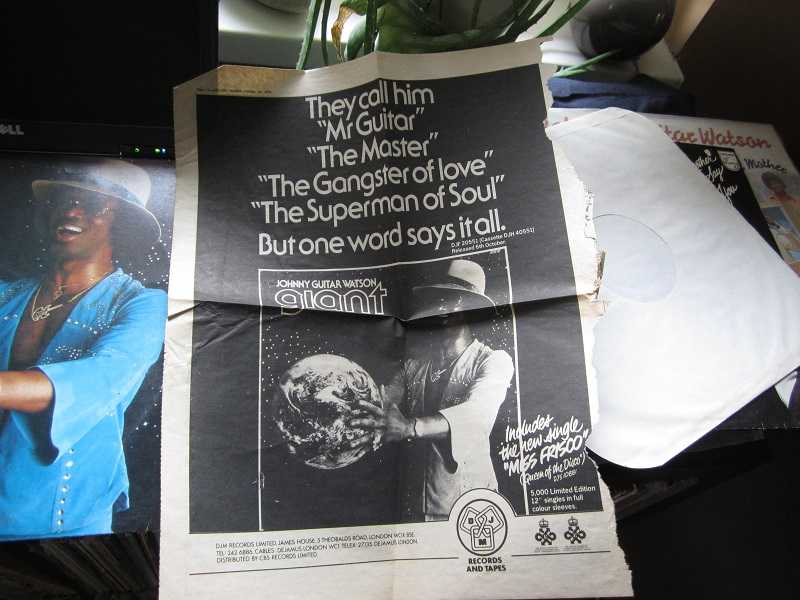 They call him
"Mr Guitar"
"The Master"
"The Gangster of love"
"The Superman of Soul"
But one word says it all.
DJF 20551 (Cassette DJH 40551)
Released 5th October.
JOHNNY GUITAR WATSON
giant
Includes
the new single
"MISS FRISCO"
(Queen of the Disco)
5,000 Limited Edition
12" singles in full
colour sleeves.
DJM
RECORDS
AND TAPES
DJM RECORDS LIMITED, JAMES HOUSE, 5 THEOBALDS ROAD, LONDON WCIX 8SE.
TEL: 242 6886. CABLES: DEJAMUS LONDON WC1 TELEX: 27135 DEJAMUS LONDON.
DISTRIBUTED BY CBS RECORDS LIMITED.
DELL
tar Watson
Mother